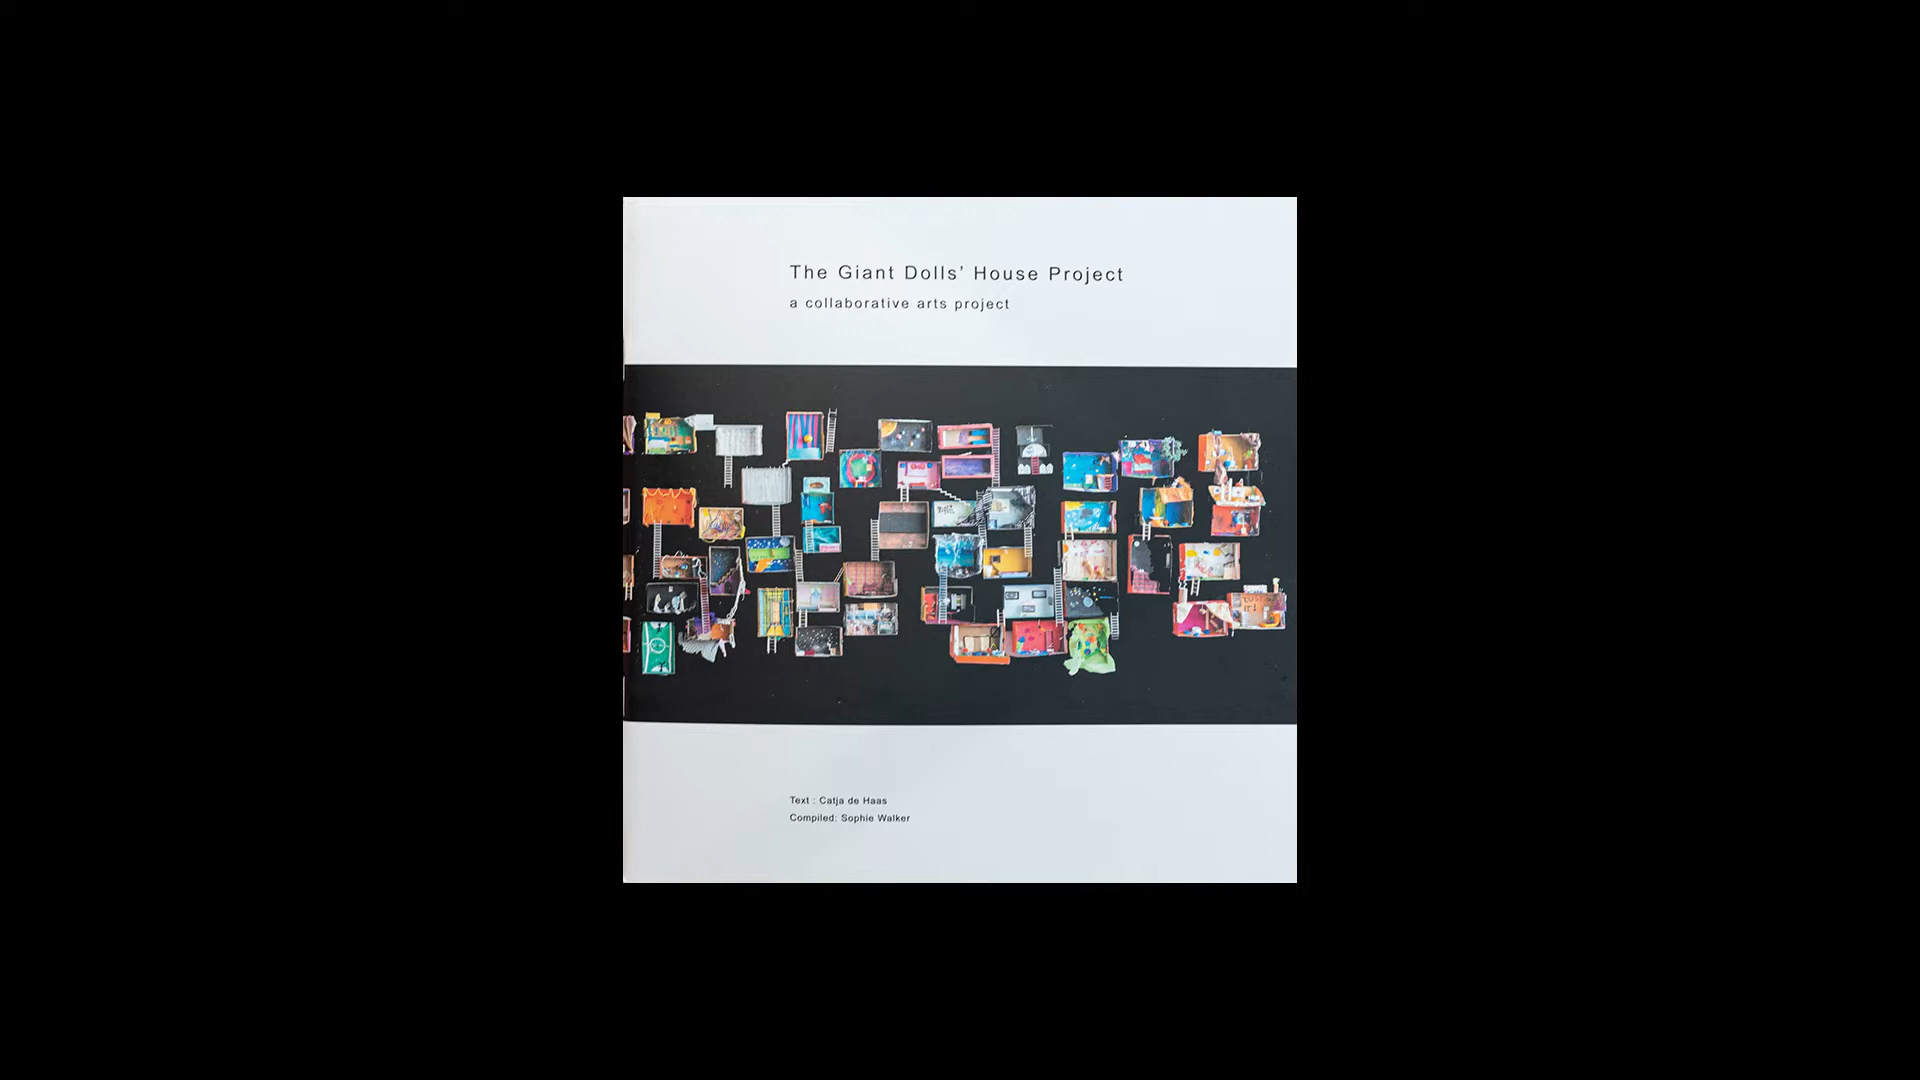 The Giant Dolls’ House Project
a collaborative arts project
Text : Catja de Haas
Compiled: Sophie Walker